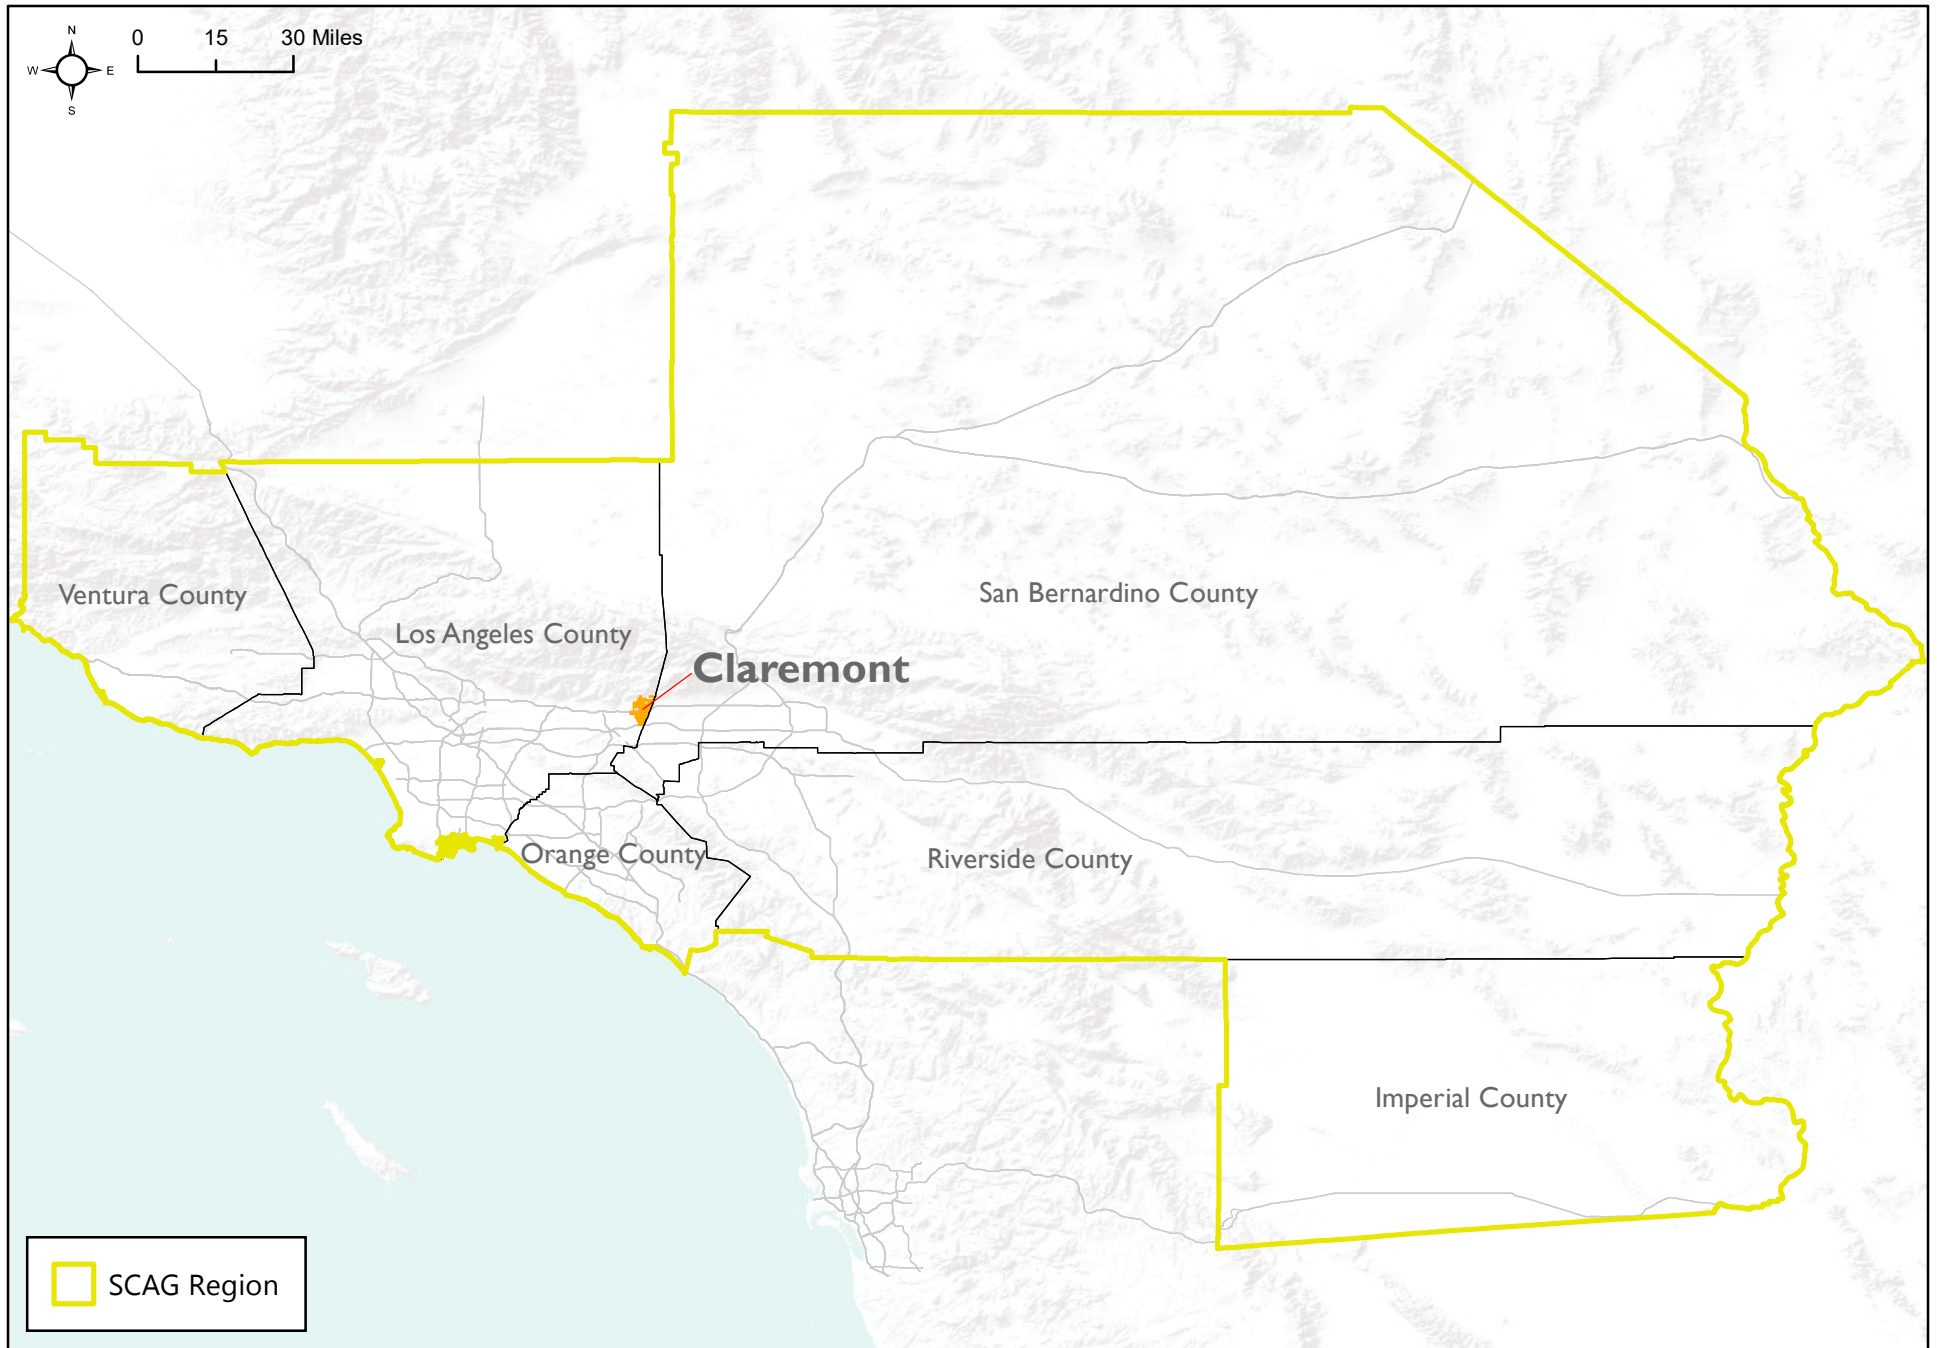 N
W E
S
0 15 30 Miles
Ventura County
San Bernardino County
Los Angeles County
Claremont
Orange County
Riverside County
Imperial County
SCAG Region